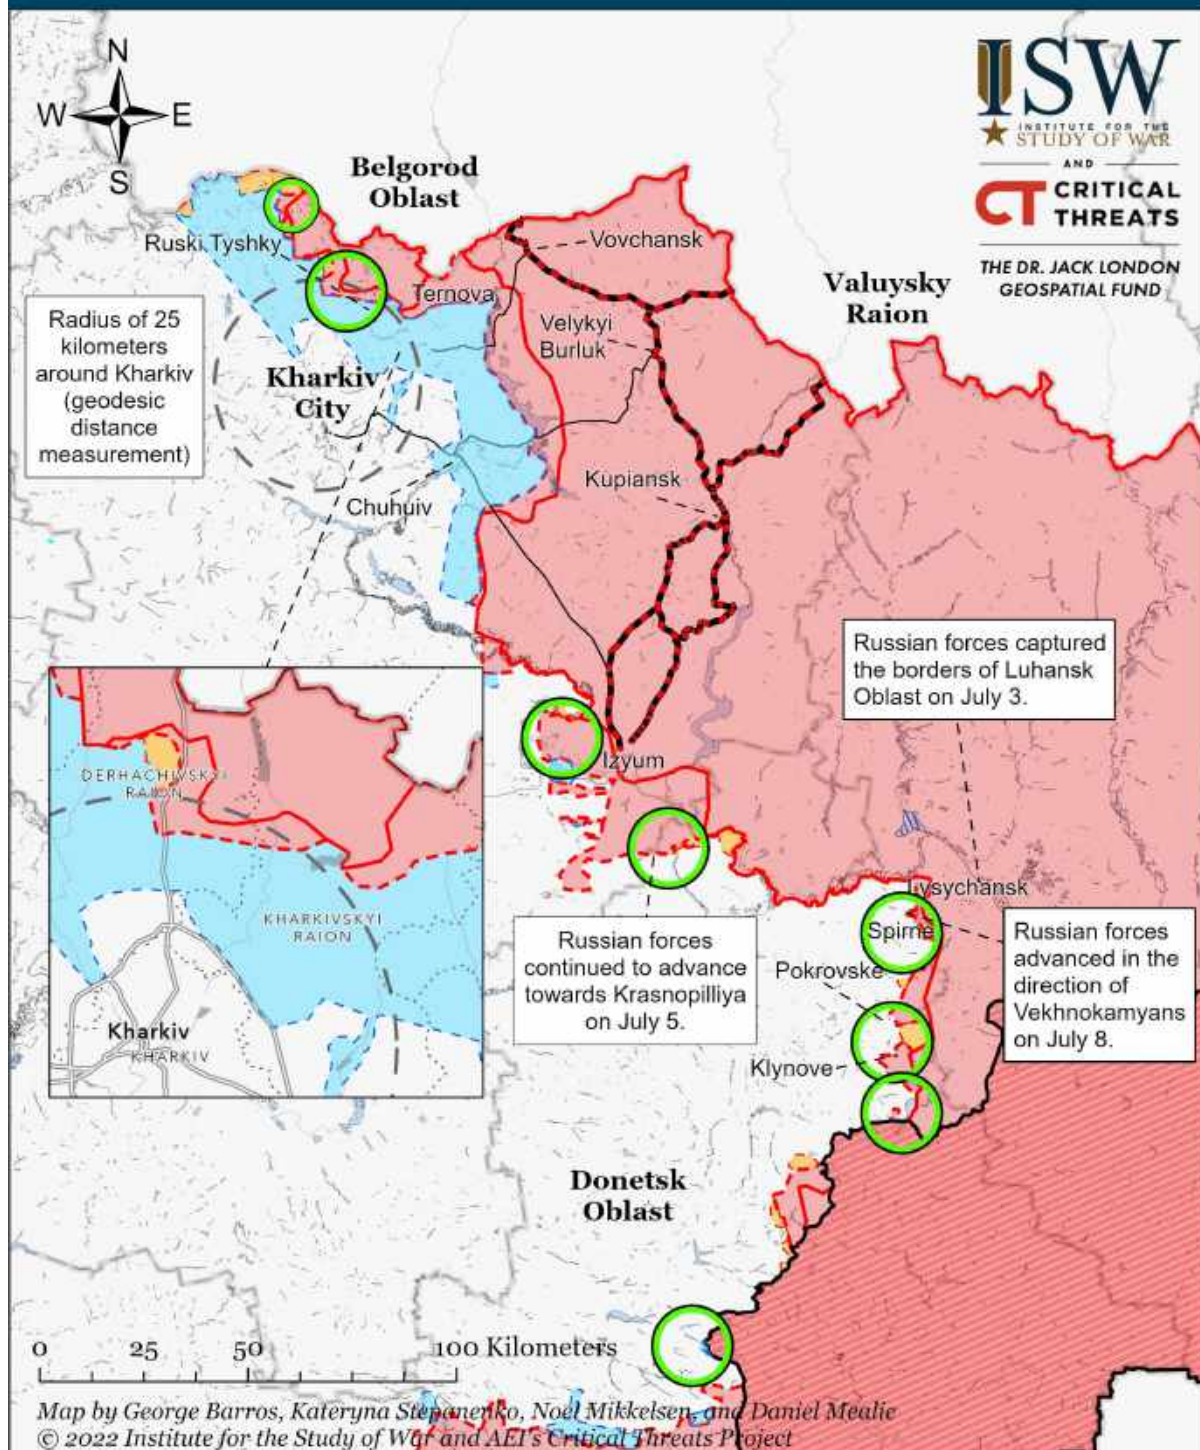 N
W E
S
ISW
INSTITUTE FOR THE
STUDY OF WAR
AND
CT CRITICAL
THREATS
THE DR. JACK LONDON
GEOSPATIAL FUND
Belgorod
Oblast
Ruski Tyshky
Vovchansk
Valuysky
Raion
Ternova
Radius of 25
kilometers
around Kharkiv
(geodesic
distance
measurement)
Velykyi
Burluk
Kharkiv
City
Kupiansk
Chuhuiv
Russian forces captured
the borders of Luhansk
Oblast on July 3.
Izyum
DERHACHIVSKYI
RAION
KHARKIVSKYI
RAION
Kharkiv
KHARKIV
Lysychansk
Spirne
Russian forces
continued to advance
towards Krasnopilliya
on July 5.
Pokrovske
Russian forces
advanced in the
direction of
Vekhnokamyans
on July 8.
Klynove
Donetsk
Oblast
0 25 50 100 Kilometers
Map by George Barros, Kateryna Stepanenko, Noel Mikkelsen, and Daniel Mealie
© 2022 Institute for the Study of War and AEI's Critical Threats Project